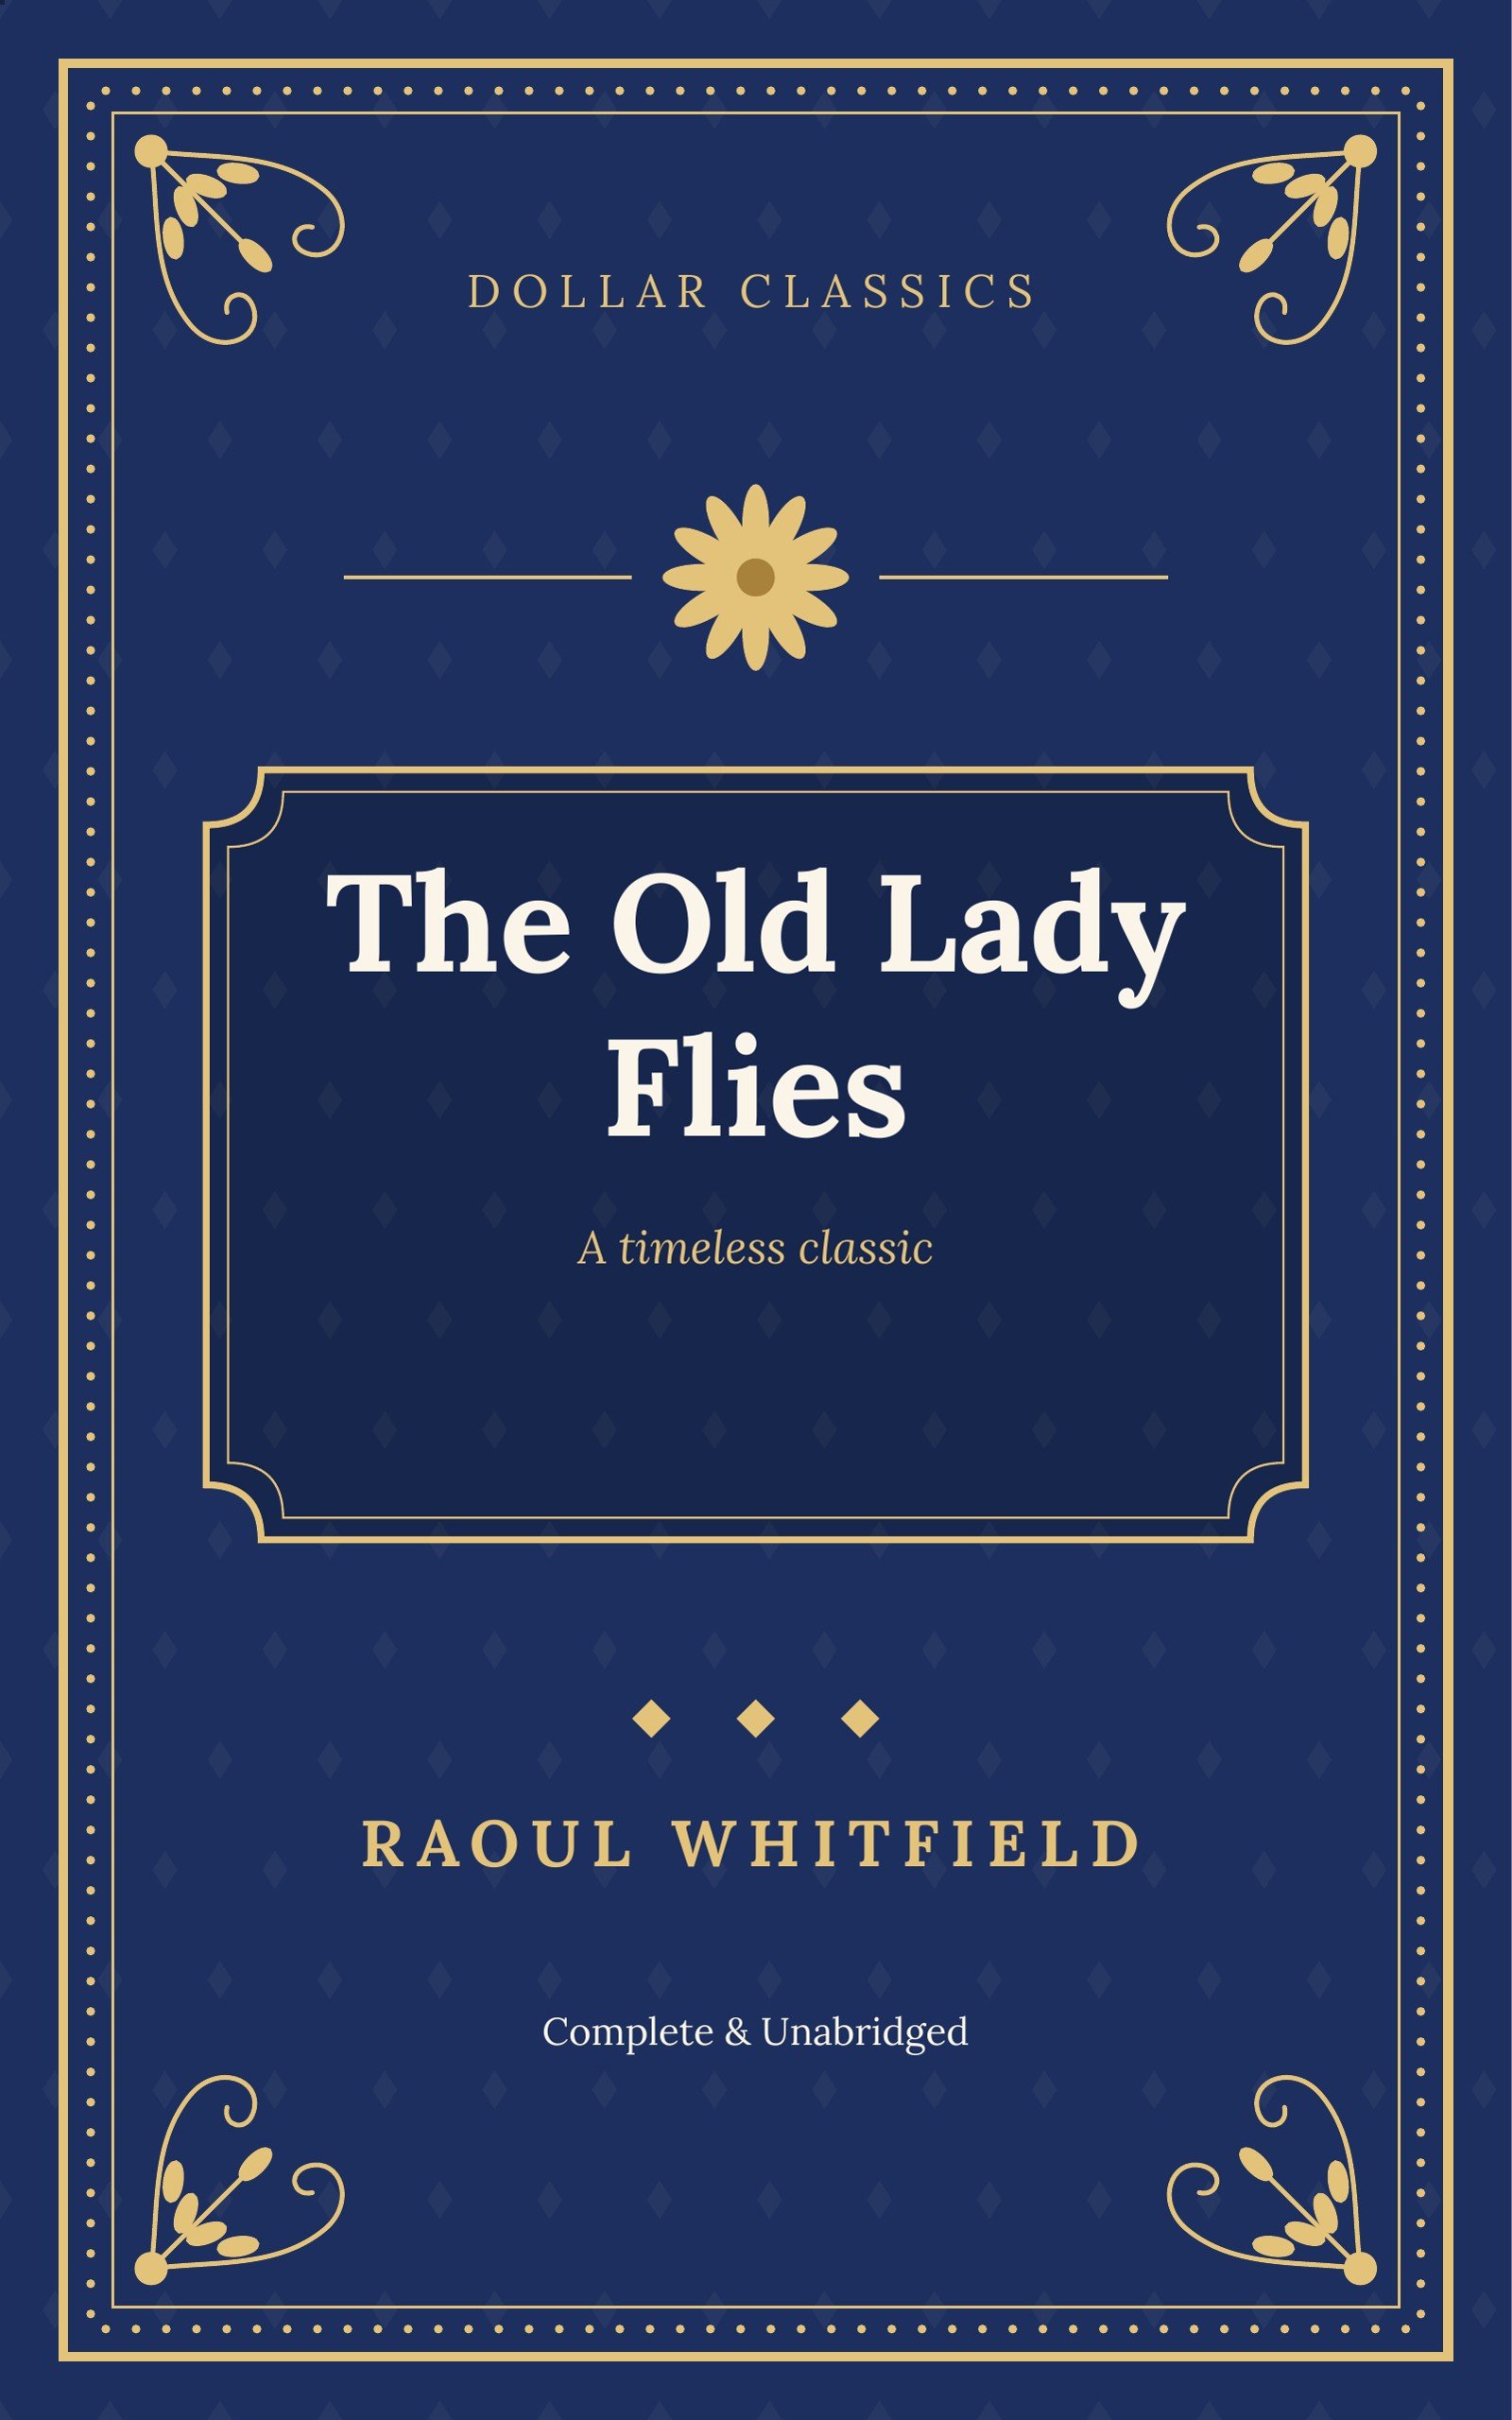 DOLLAR CLASSICS
The Old Lady
Flies
A timeless classic
RAOUL WHITFIELD
Complete & Unabridged